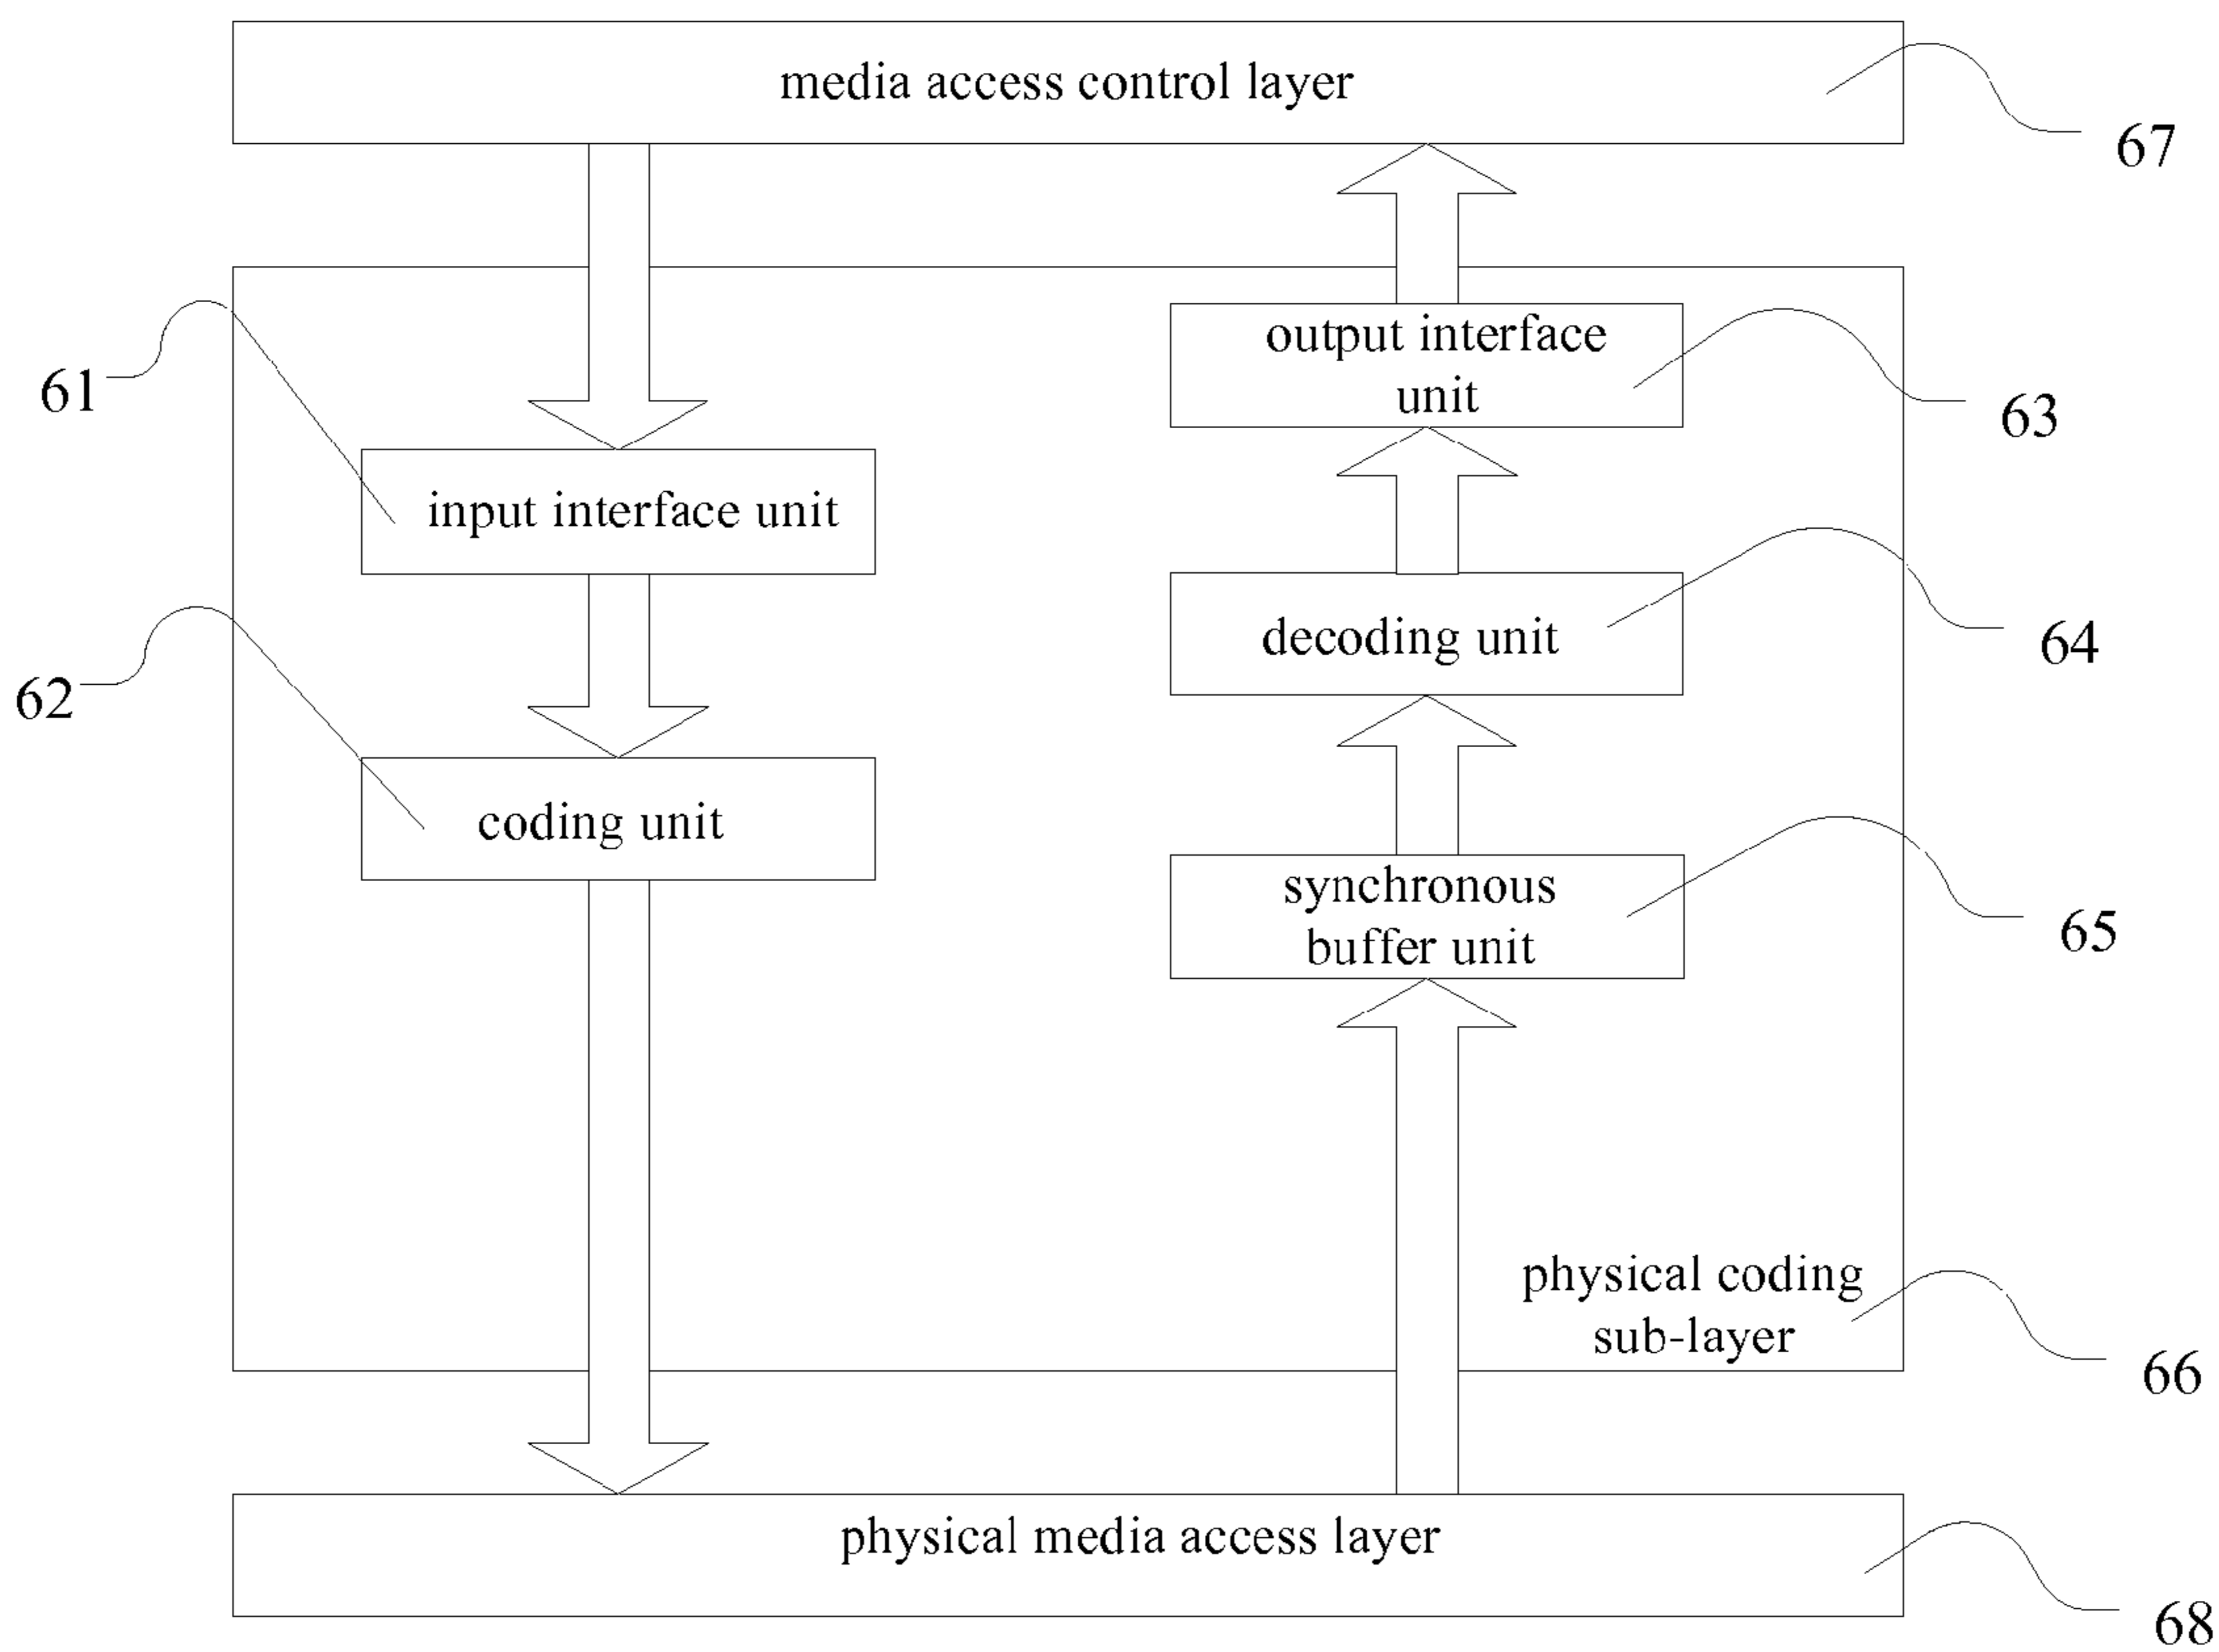 media access control layer
67
output interface
unit
63
61
input interface unit
decoding unit
64
62
coding unit
synchronous
buffer unit
65
physical coding
sub-layer
66
physical media access layer
68